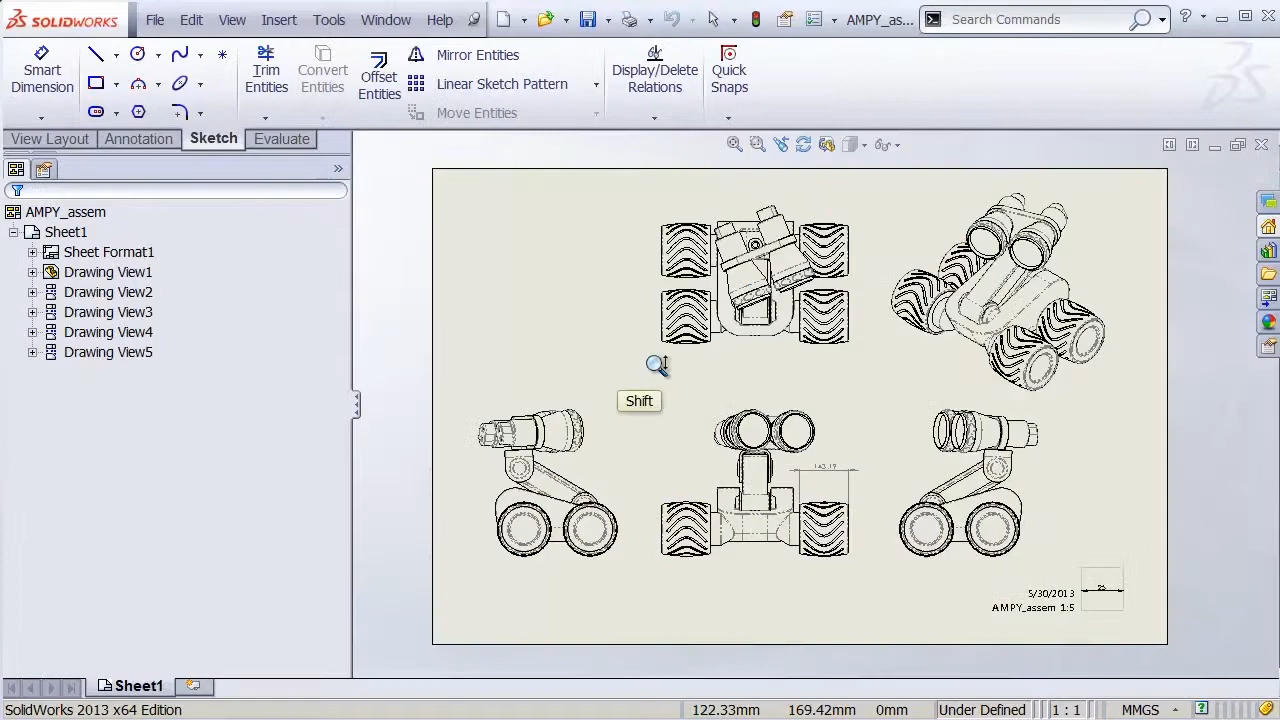 SOLIDWORKS File Edit View Insert Tools Window Help AMPY_as... Search Commands
Smart Dimension
Trim Entities
Convert Entities
Offset Entities
Mirror Entities
Linear Sketch Pattern
Move Entities
Display/Delete Relations
Quick Snaps
View Layout Annotation Sketch Evaluate
AMPY_assem
Sheet1
Sheet Format1
Drawing View1
Drawing View2
Drawing View3
Drawing View4
Drawing View5
Shift
143.19
26
5/30/2013
AMPY_assem 1:5
Sheet1
SolidWorks 2013 x64 Edition 122.33mm 169.42mm 0mm Under Defined 1 : 1 MMGS